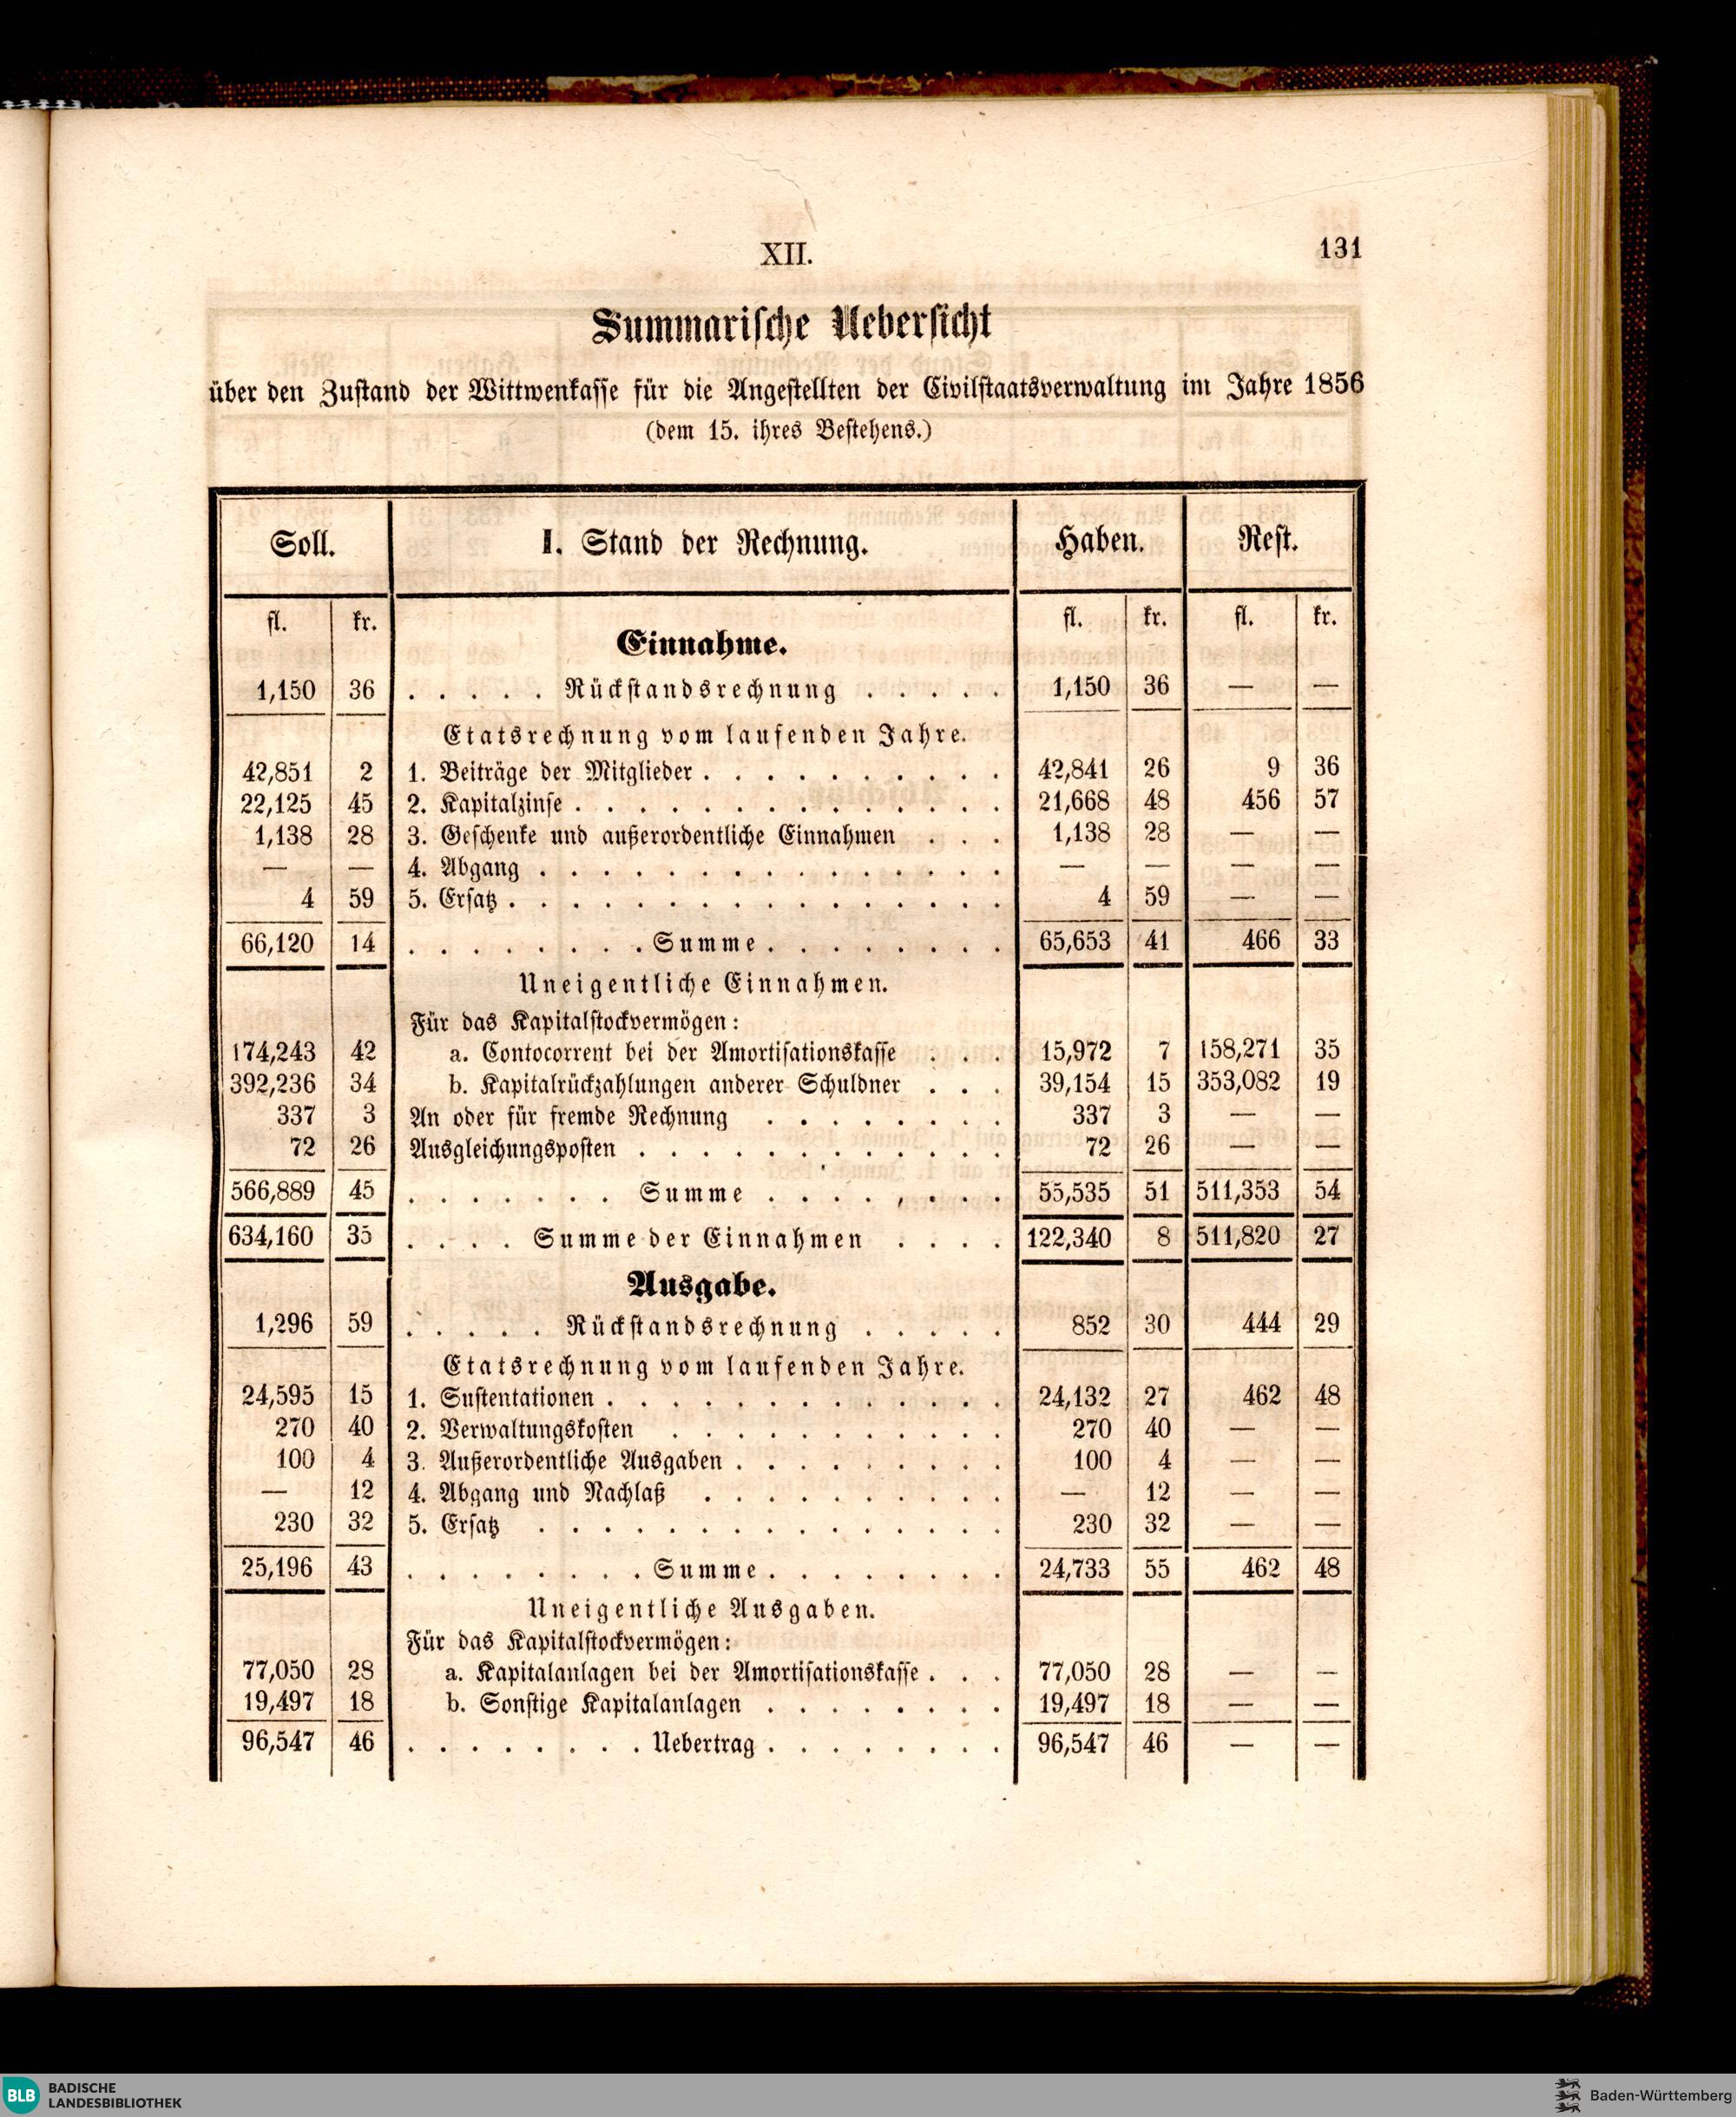 XII.
131
Summarische Uebersicht
über den Zustand der Wittwenkasse für die Angestellten der Civilstaatsverwaltung im Jahre 1856
(dem 15. ihres Bestehens.)
Soll. I. Stand der Rechnung. Haben. Rest.
fl. kr. fl. kr. fl. kr.
Einnahme.
1,150 36 . . . . . Rückstandsrechnung . . . . . 1,150 36 — —
Etatsrechnung vom laufenden Jahre.
42,851 2 1. Beiträge der Mitglieder . . . . . . . . . . 42,841 26 9 36
22,125 45 2. Kapitalzinse . . . . . . . . . . . . . . 21,668 48 456 57
1,138 28 3. Geschenke und außerordentliche Einnahmen . . . 1,138 28 — —
— — 4. Abgang . . . . . . . . . . . . . . . — — — —
4 59 5. Ersatz . . . . . . . . . . . . . . . . 4 59 — —
66,120 14 . . . . . . . . Summe . . . . . . . . 65,653 41 466 33
Uneigentliche Einnahmen.
Für das Kapitalstockvermögen:
174,243 42 a. Contocorrent bei der Amortisationskasse . . . 15,972 7 158,271 35
392,236 34 b. Kapitalrückzahlungen anderer Schuldner . . . 39,154 15 353,082 19
337 3 An oder für fremde Rechnung . . . . . . . . 337 3 — —
72 26 Ausgleichungsposten . . . . . . . . . . . . 72 26 — —
566,889 45 . . . . . . . Summe . . . . . . . . 55,535 51 511,353 54
634,160 35 . . . . Summe der Einnahmen . . . . 122,340 8 511,820 27
Ausgabe.
1,296 59 . . . . . Rückstandsrechnung . . . . . 852 30 444 29
Etatsrechnung vom laufenden Jahre.
24,595 15 1. Sustentationen . . . . . . . . . . . . . 24,132 27 462 48
270 40 2. Verwaltungskosten . . . . . . . . . . . 270 40 — —
100 4 3. Außerordentliche Ausgaben . . . . . . . . . 100 4 — —
— 12 4. Abgang und Nachlaß . . . . . . . . . . — 12 — —
230 32 5. Ersatz . . . . . . . . . . . . . . . 230 32 — —
25,196 43 . . . . . . . . Summe . . . . . . . . 24,733 55 462 48
Uneigentliche Ausgaben.
Für das Kapitalstockvermögen:
77,050 28 a. Kapitalanlagen bei der Amortisationskasse . . . 77,050 28 — —
19,497 18 b. Sonstige Kapitalanlagen . . . . . . . . 19,497 18 — —
96,547 46 . . . . . . . . Uebertrag . . . . . . . . 96,547 46 — —
BLB BADISCHE
LANDESBIBLIOTHEK
Baden-Württemberg